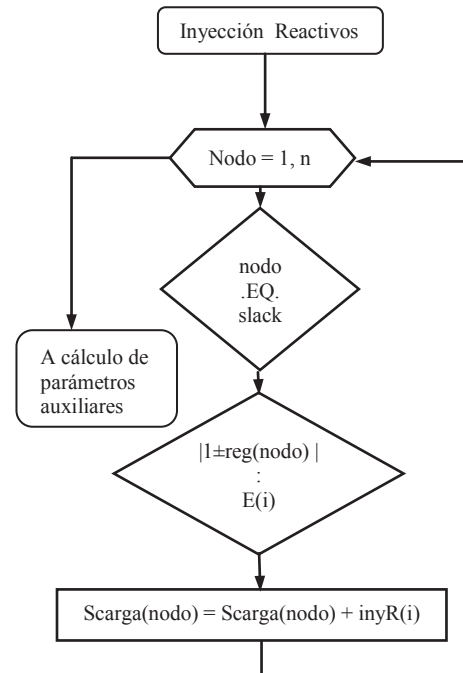 Inyección Reactivos
Nodo = 1, n
nodo
.EQ.
slack
A cálculo de
parámetros
auxiliares
|1±reg(nodo) |
:
E(i)
Scarga(nodo) = Scarga(nodo) + inyR(i)